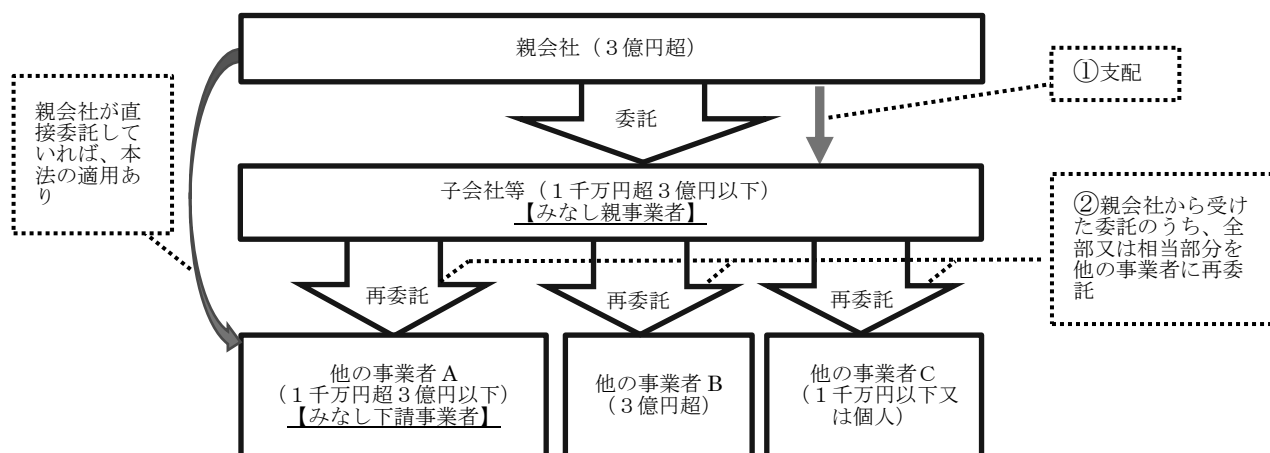 親会社（３億円超）
①支配
親会社が直
接委託して
いれば、本
法の適用あ
り
委託
子会社等（１千万円超３億円以下）
【みなし親事業者】
②親会社から受け
た委託のうち、全
部又は相当部分を
他の事業者に再委
託
再委託
再委託
再委託
他の事業者 A
（１千万円超３億円以下）
【みなし下請事業者】
他の事業者 B
（３億円超）
他の事業者Ｃ
（１千万円以下又
は個人）